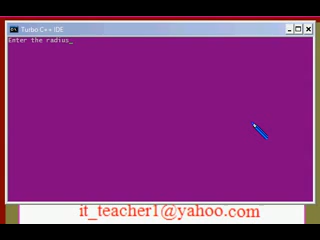 Turbo C++ IDE
Enter the radius_
it_teacher1@yahoo.com